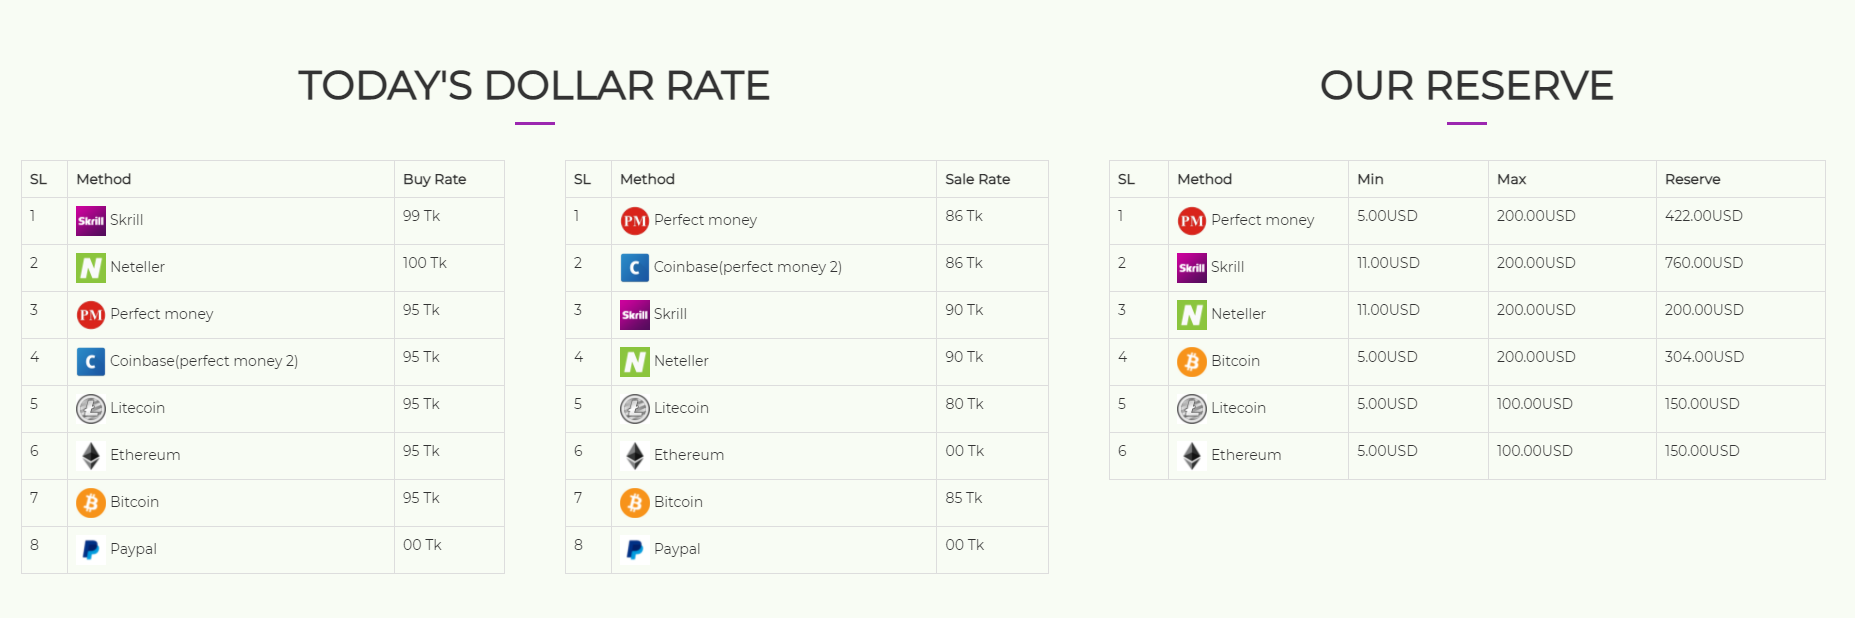 TODAY'S DOLLAR RATE
SL Method Buy Rate
1 Skrill Skrill 99 Tk
2 N Neteller 100 Tk
3 PM Perfect money 95 Tk
4 C Coinbase(perfect money 2) 95 Tk
5 Litecoin 95 Tk
6 Ethereum 95 Tk
7 Bitcoin 95 Tk
8 Paypal 00 Tk
SL Method Sale Rate
1 PM Perfect money 86 Tk
2 C Coinbase(perfect money 2) 86 Tk
3 Skrill Skrill 90 Tk
4 N Neteller 90 Tk
5 Litecoin 80 Tk
6 Ethereum 00 Tk
7 Bitcoin 85 Tk
8 Paypal 00 Tk
OUR RESERVE
SL Method Min Max Reserve
1 PM Perfect money 5.00USD 200.00USD 422.00USD
2 Skrill Skrill 11.00USD 200.00USD 760.00USD
3 N Neteller 11.00USD 200.00USD 200.00USD
4 Bitcoin 5.00USD 200.00USD 304.00USD
5 Litecoin 5.00USD 100.00USD 150.00USD
6 Ethereum 5.00USD 100.00USD 150.00USD